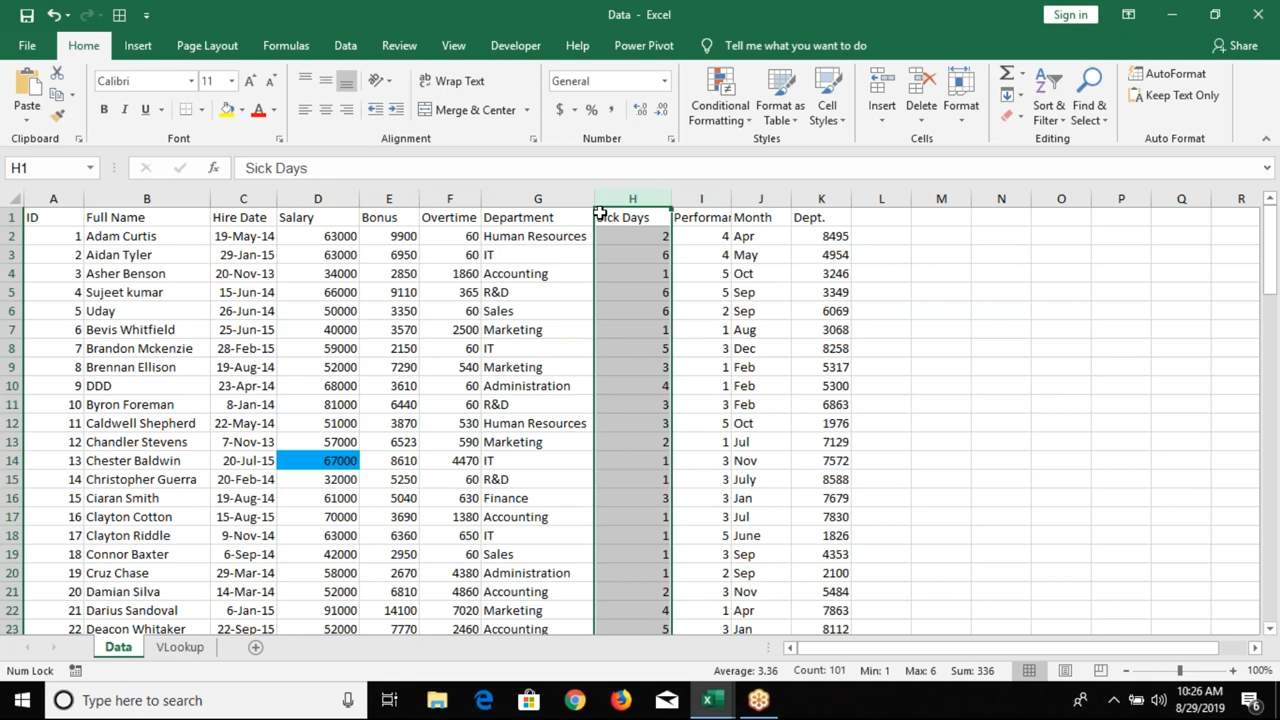 Data - Excel
Sign in
File Home Insert Page Layout Formulas Data Review View Developer Help Power Pivot Tell me what you want to do Share
Paste
Calibri 11
B I U
Wrap Text
Merge & Center
General
$ % ,
Conditional Formatting
Format as Table
Cell Styles
Insert
Delete
Format
Sort & Filter
Find & Select
AutoFormat
Keep Text Only
Clipboard Font Alignment Number Styles Cells Editing Auto Format
H1 fx Sick Days
A B C D E F G H I J K L M N O P Q R
1 ID Full Name Hire Date Salary Bonus Overtime Department Sick Days Performan Month Dept.
2 1 Adam Curtis 19-May-14 63000 9900 60 Human Resources 2 4 Apr 8495
3 2 Aidan Tyler 29-Jan-15 63000 6950 60 IT 6 4 May 4954
4 3 Asher Benson 20-Nov-13 34000 2850 1860 Accounting 1 5 Oct 3246
5 4 Sujeet kumar 15-Jun-14 66000 9110 365 R&D 6 5 Sep 3349
6 5 Uday 26-Jun-14 50000 3350 60 Sales 6 2 Sep 6069
7 6 Bevis Whitfield 25-Jun-15 40000 3570 2500 Marketing 1 1 Aug 3068
8 7 Brandon Mckenzie 28-Feb-15 59000 2150 60 IT 5 3 Dec 8258
9 8 Brennan Ellison 19-Aug-14 52000 7290 540 Marketing 3 1 Feb 5317
10 9 DDD 23-Apr-14 68000 3610 60 Administration 4 1 Feb 5300
11 10 Byron Foreman 8-Jan-14 81000 6440 60 R&D 3 3 Feb 6863
12 11 Caldwell Shepherd 22-May-14 51000 3870 530 Human Resources 3 5 Oct 1976
13 12 Chandler Stevens 7-Nov-13 57000 6523 590 Marketing 2 1 Jul 7129
14 13 Chester Baldwin 20-Jul-15 67000 8610 4470 IT 1 3 Nov 7572
15 14 Christopher Guerra 20-Feb-14 32000 5250 60 R&D 1 3 July 8588
16 15 Ciaran Smith 19-Aug-14 61000 5040 630 Finance 3 3 Jan 7679
17 16 Clayton Cotton 15-Aug-15 70000 3690 1380 Accounting 1 3 Jul 7830
18 17 Clayton Riddle 9-Nov-14 63000 6360 650 IT 1 5 June 1826
19 18 Connor Baxter 6-Sep-14 42000 2950 60 Sales 1 3 Sep 4353
20 19 Cruz Chase 29-Mar-14 58000 2670 4380 Administration 1 2 Sep 2100
21 20 Damian Silva 14-Mar-14 52000 6810 4860 Accounting 2 3 Nov 5484
22 21 Darius Sandoval 6-Jan-15 91000 14100 7020 Marketing 4 1 Apr 7863
23 22 Deacon Whitaker 22-Sep-15 52000 7770 2460 Accounting 5 3 Jan 8112
Data VLookup
Num Lock Average: 3.36 Count: 101 Min: 1 Max: 6 Sum: 336 100%
Type here to search
10:26 AM
8/29/2019
6